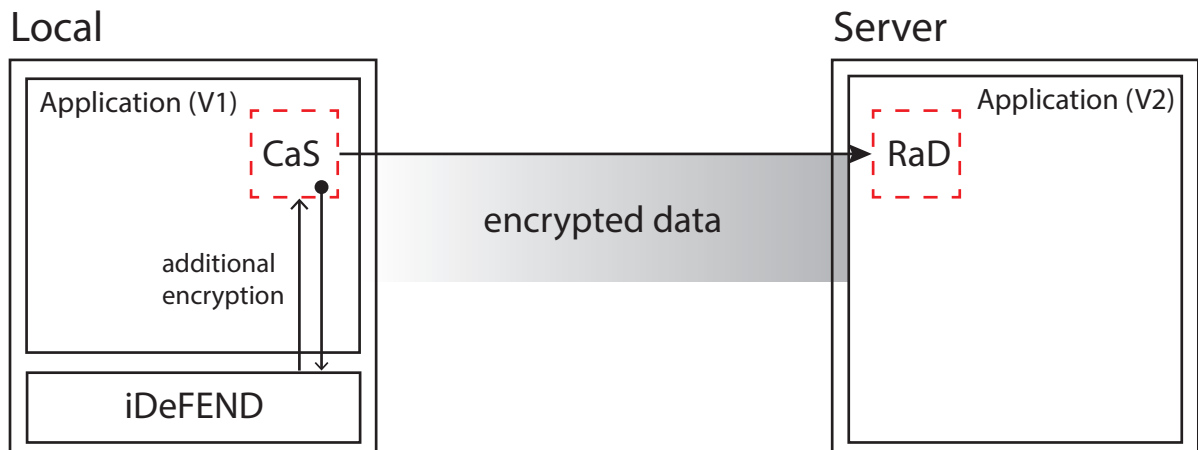 Local
Server
Application (V1)
Application (V2)
CaS
RaD
encrypted data
additional
encryption
iDeFEND